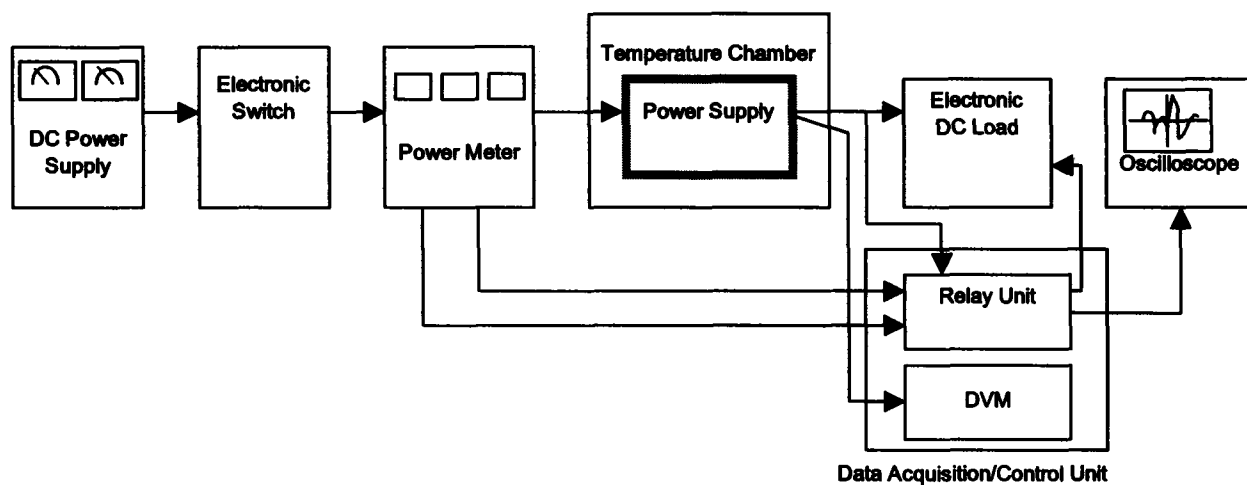 DC Power
Supply
Electronic
Switch
Power Meter
Temperature Chamber
Power Supply
Electronic
DC Load
Oscilloscope
Relay Unit
DVM
Data Acquisition/Control Unit